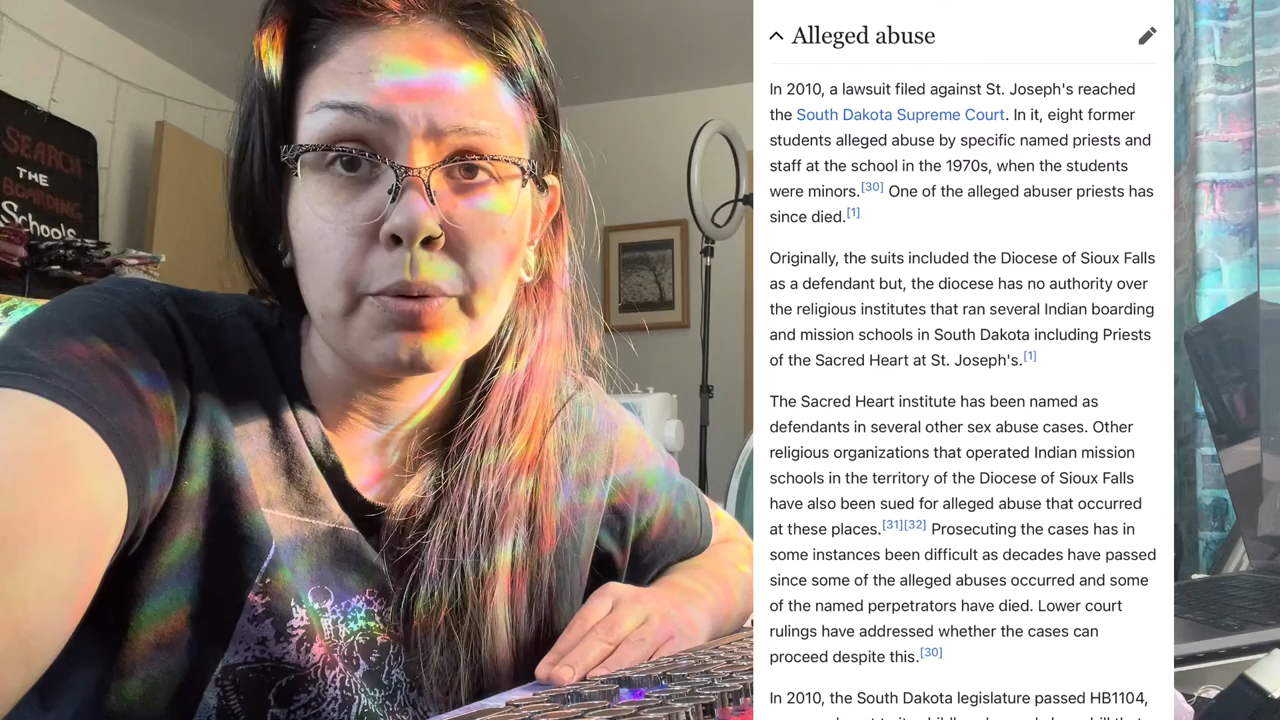 SEARCH
THE
BOARDING
Schools
Alleged abuse
In 2010, a lawsuit filed against St. Joseph's reached
the South Dakota Supreme Court. In it, eight former
students alleged abuse by specific named priests and
staff at the school in the 1970s, when the students
were minors.[30] One of the alleged abuser priests has
since died.[1]
Originally, the suits included the Diocese of Sioux Falls
as a defendant but, the diocese has no authority over
the religious institutes that ran several Indian boarding
and mission schools in South Dakota including Priests
of the Sacred Heart at St. Joseph's.[1]
The Sacred Heart institute has been named as
defendants in several other sex abuse cases. Other
religious organizations that operated Indian mission
schools in the territory of the Diocese of Sioux Falls
have also been sued for alleged abuse that occurred
at these places.[31][32] Prosecuting the cases has in
some instances been difficult as decades have passed
since some of the alleged abuses occurred and some
of the named perpetrators have died. Lower court
rulings have addressed whether the cases can
proceed despite this.[30]
In 2010, the South Dakota legislature passed HB1104,